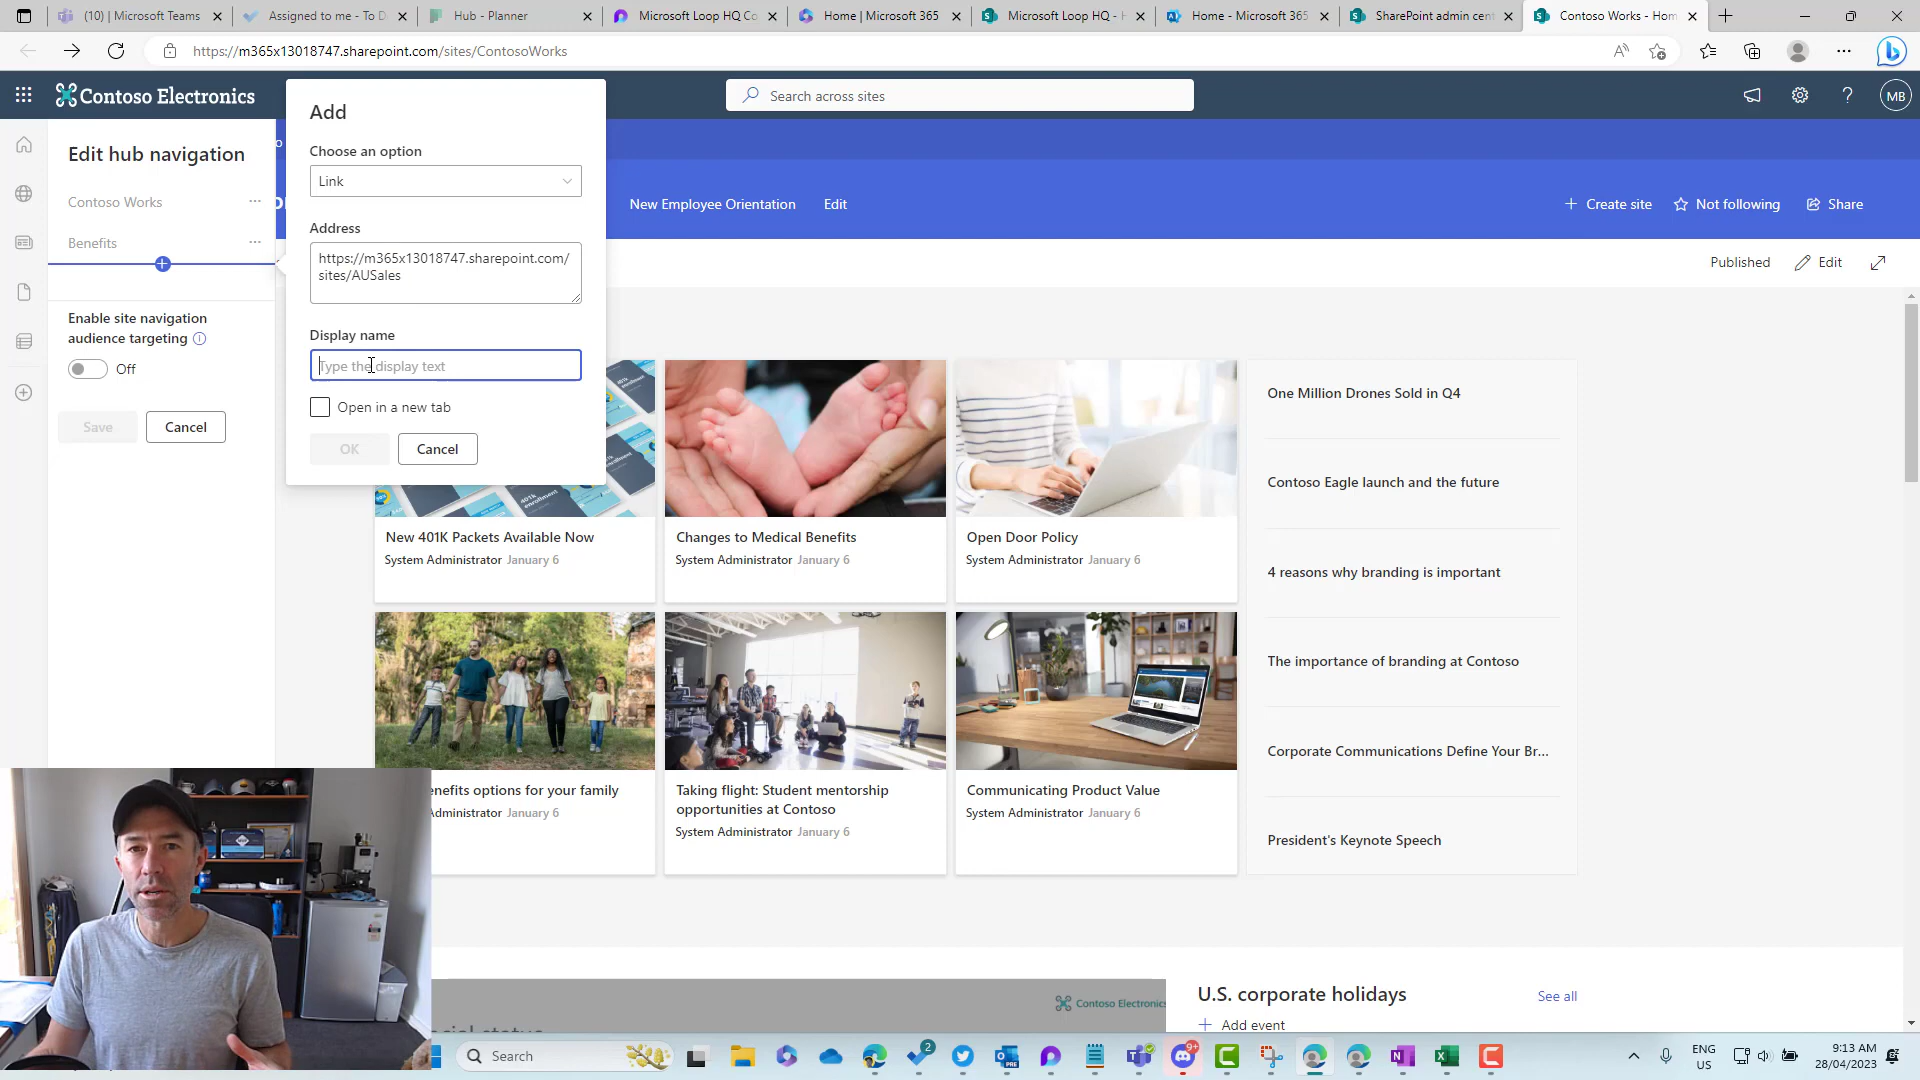 (10) | Microsoft Teams
Assigned to me - To D
Hub - Planner
Microsoft Loop HQ Co
Home | Microsoft 365
Microsoft Loop HQ - H
Home - Microsoft 365
SharePoint admin cent
Contoso Works - Hom
https://m365x13018747.sharepoint.com/sites/ContosoWorks
Contoso Electronics
Search across sites
MB
Edit hub navigation
Contoso Works
Benefits
Enable site navigation
audience targeting
Off
Save
Cancel
Add
Choose an option
Link
Address
https://m365x13018747.sharepoint.com/
sites/AUSales
Display name
Type the display text
Open in a new tab
OK
Cancel
New Employee Orientation
Edit
Create site
Not following
Share
Published
Edit
New 401K Packets Available Now
System Administrator January 6
Changes to Medical Benefits
System Administrator January 6
Open Door Policy
System Administrator January 6
enefits options for your family
dministrator January 6
Taking flight: Student mentorship
opportunities at Contoso
System Administrator January 6
Communicating Product Value
System Administrator January 6
One Million Drones Sold in Q4
Contoso Eagle launch and the future
4 reasons why branding is important
The importance of branding at Contoso
Corporate Communications Define Your Br...
President's Keynote Speech
Contoso Electronics
U.S. corporate holidays
See all
Add event
Search
2
9+
ENG
US
9:13 AM
28/04/2023